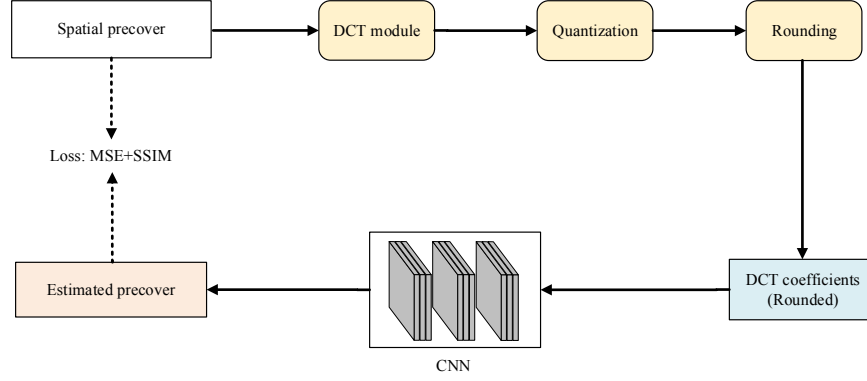 Spatial precover
DCT module
Quantization
Rounding
Loss: MSE+SSIM
Estimated precover
CNN
DCT coefficients
(Rounded)